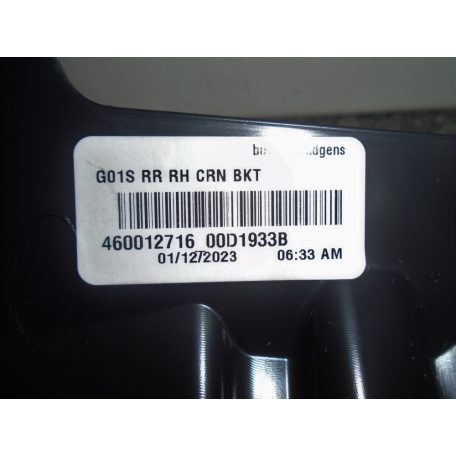 G01S RR RH CRN BKT
460012716 00D1933B
01/12/2023 06:33 AM